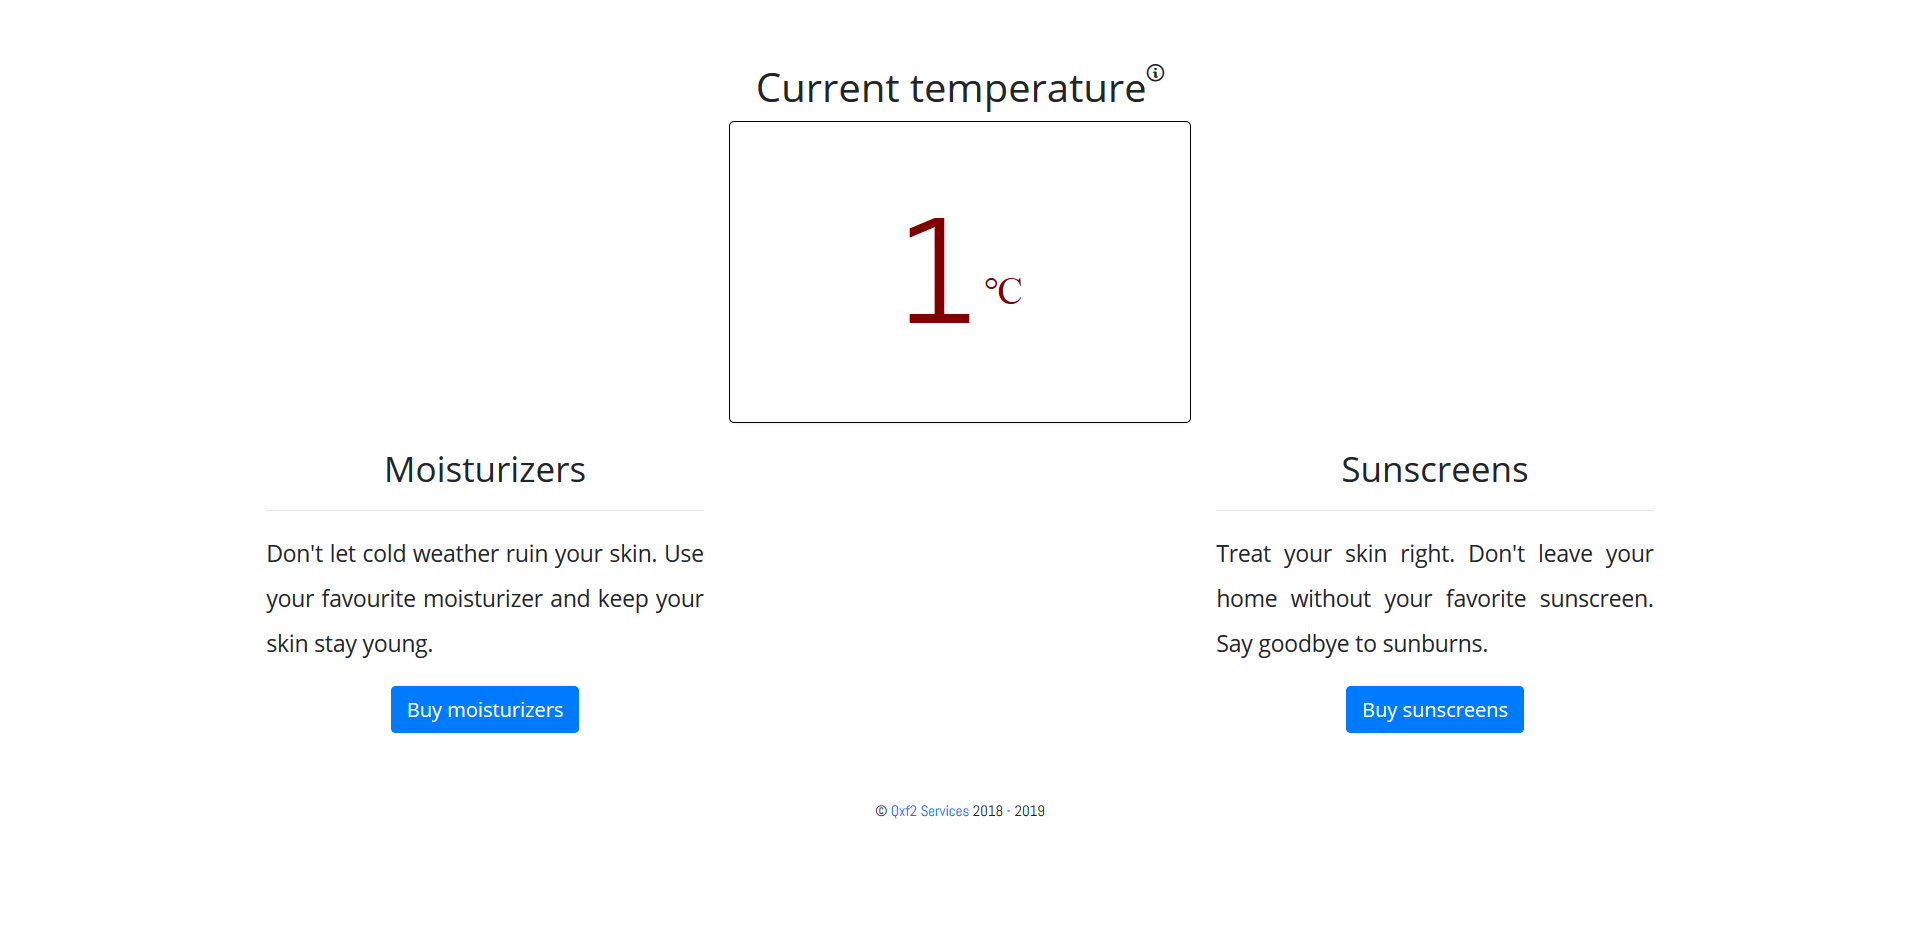 Current temperature
1 ℃
Moisturizers
Don't let cold weather ruin your skin. Use
your favourite moisturizer and keep your
skin stay young.
Buy moisturizers
Sunscreens
Treat your skin right. Don't leave your
home without your favorite sunscreen.
Say goodbye to sunburns.
Buy sunscreens
© Qxf2 Services 2018 - 2019